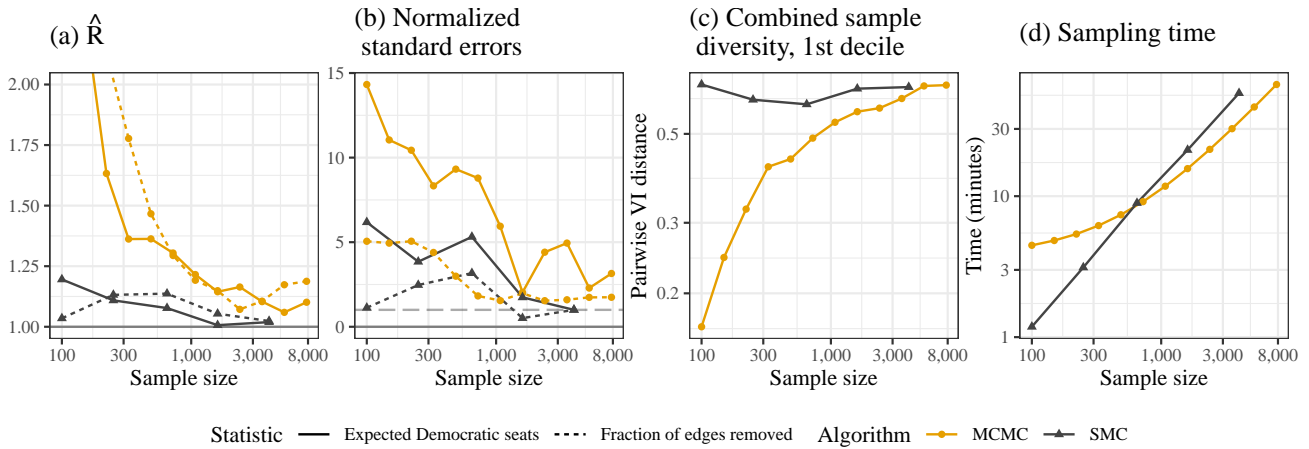 (a) R̂
2.00
1.75
1.50
1.25
1.00
100
300
1,000
3,000
8,000
Sample size
(b) Normalized
standard errors
15
10
5
0
100
300
1,000
3,000
8,000
Sample size
(c) Combined sample
diversity, 1st decile
Pairwise VI distance
0.5
0.3
0.2
100
300
1,000
3,000
8,000
Sample size
(d) Sampling time
Time (minutes)
30
10
3
1
100
300
1,000
3,000
8,000
Sample size
Statistic Expected Democratic seats Fraction of edges removed Algorithm MCMC SMC